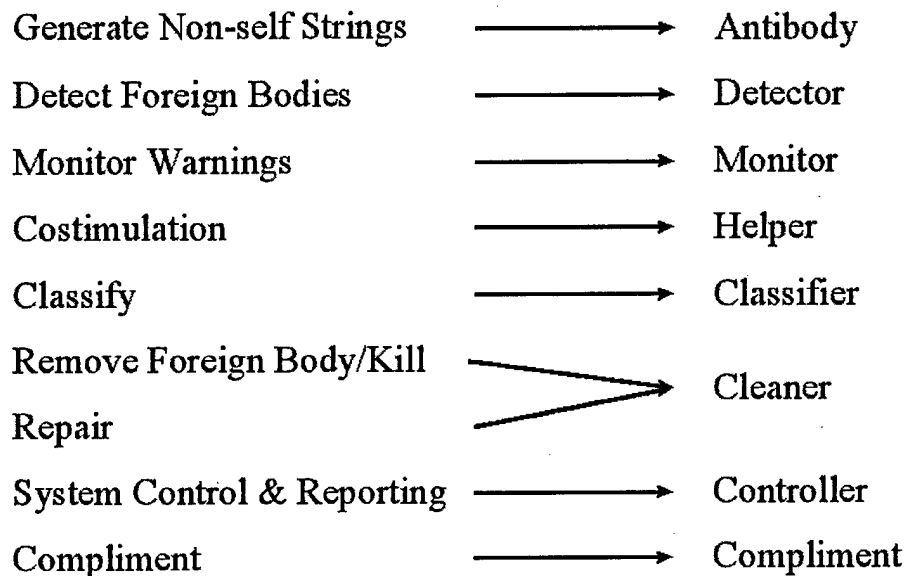 Generate Non-self Strings Antibody
Detect Foreign Bodies Detector
Monitor Warnings Monitor
Costimulation Helper
Classify Classifier
Remove Foreign Body/Kill
Cleaner
Repair
System Control & Reporting Controller
Compliment Compliment